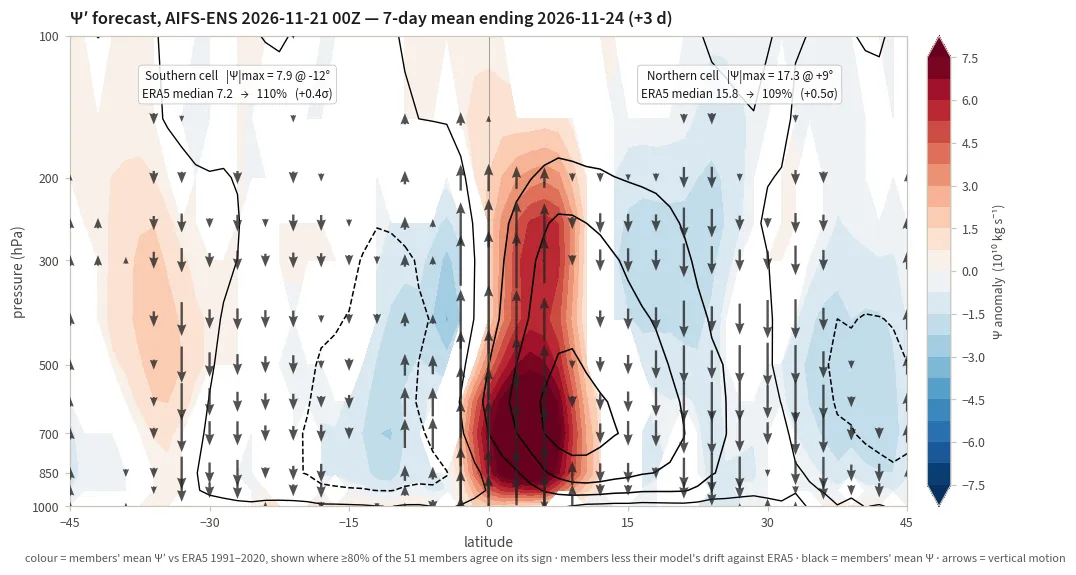 Ψ′ forecast, AIFS-ENS 2026-11-21 00Z — 7-day mean ending 2026-11-24 (+3 d)
Southern cell |Ψ|max = 7.9 @ -12°
ERA5 median 7.2 → 110% (+0.4σ)
Northern cell |Ψ|max = 17.3 @ +9°
ERA5 median 15.8 → 109% (+0.5σ)
pressure (hPa)
100
200
300
400
500
700
850
1000
−45
−30
−15
0
15
30
45
latitude
7.5
6.0
4.5
3.0
1.5
0.0
−1.5
−3.0
−4.5
−6.0
−7.5
Ψ anomaly (10¹⁰ kg s⁻¹)
colour = members' mean Ψ′ vs ERA5 1991–2020, shown where ≥80% of the 51 members agree on its sign · members less their model's drift against ERA5 · black = members' mean Ψ · arrows = vertical motion